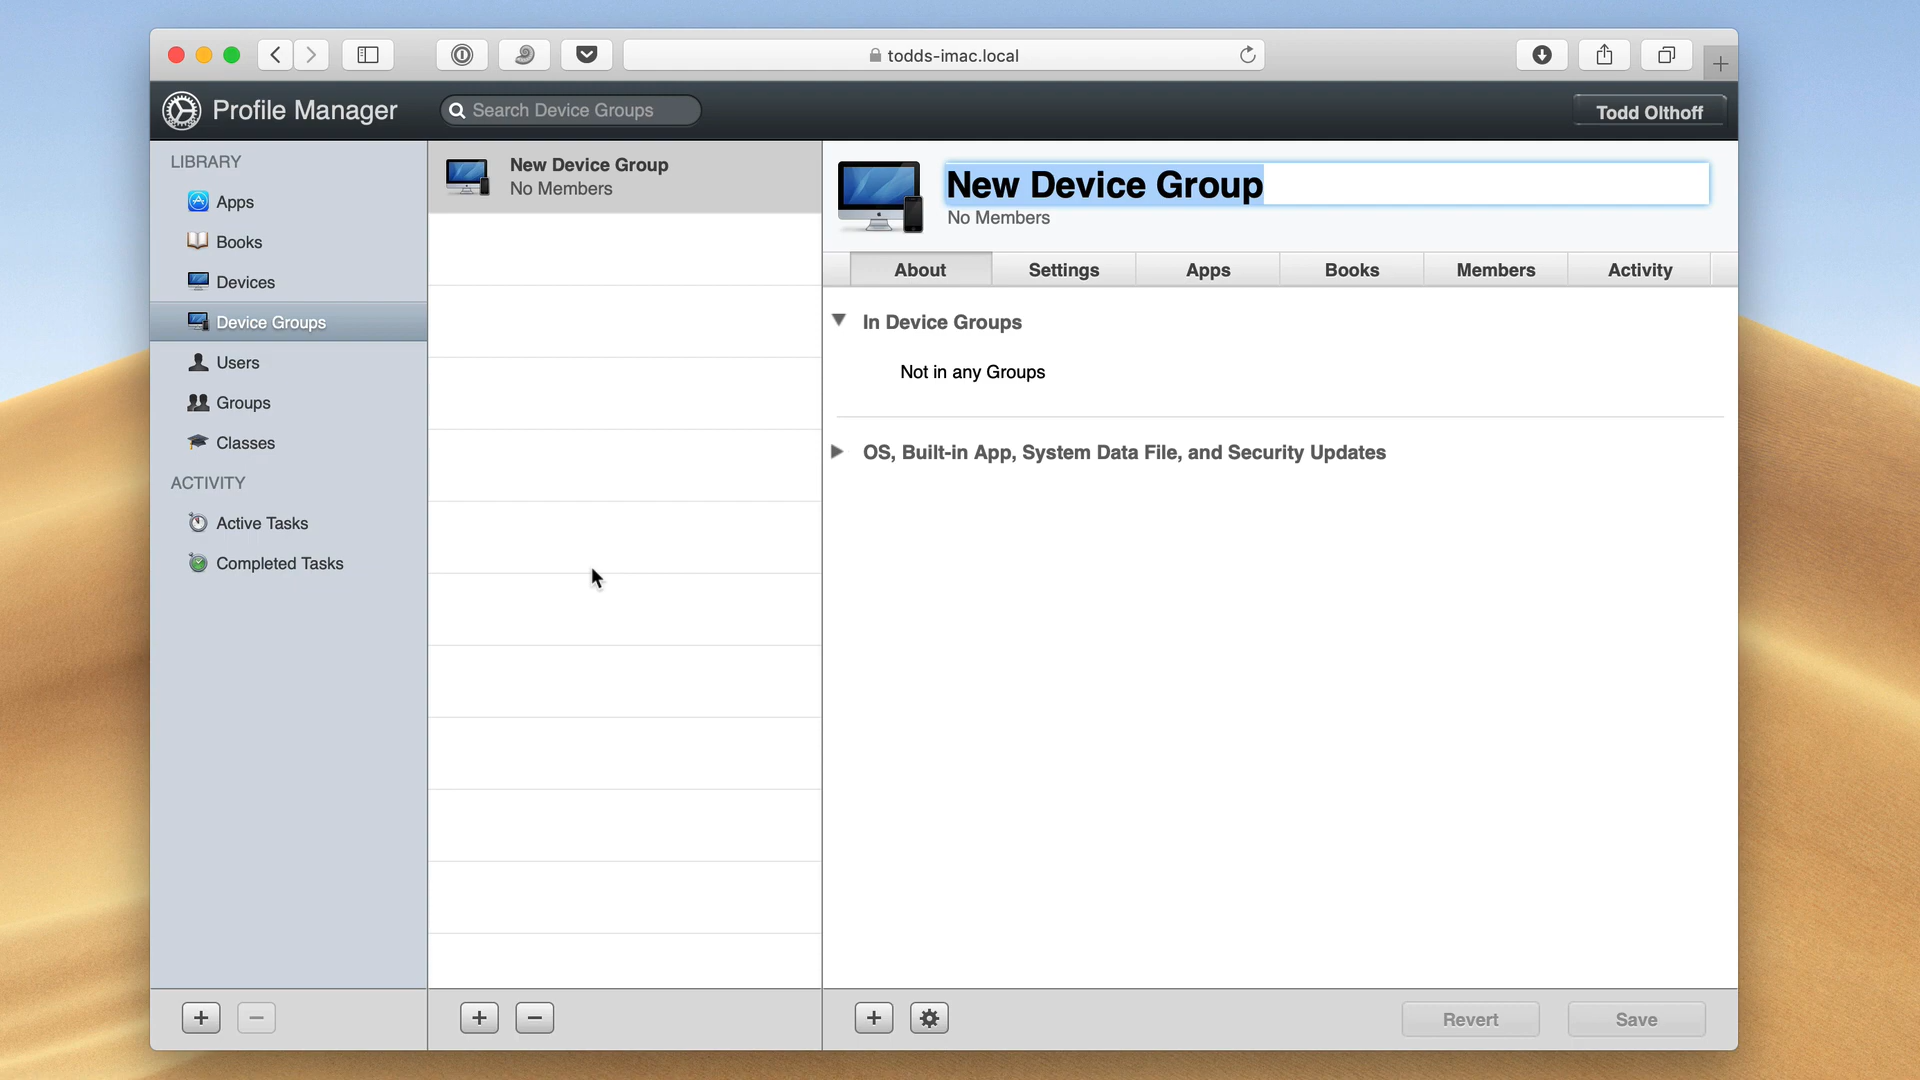 todds-imac.local
Profile Manager
Search Device Groups
Todd Olthoff
LIBRARY
Apps
Books
Devices
Device Groups
Users
Groups
Classes
ACTIVITY
Active Tasks
Completed Tasks
New Device Group
No Members
New Device Group
No Members
About
Settings
Apps
Books
Members
Activity
In Device Groups
Not in any Groups
OS, Built-in App, System Data File, and Security Updates
Revert
Save